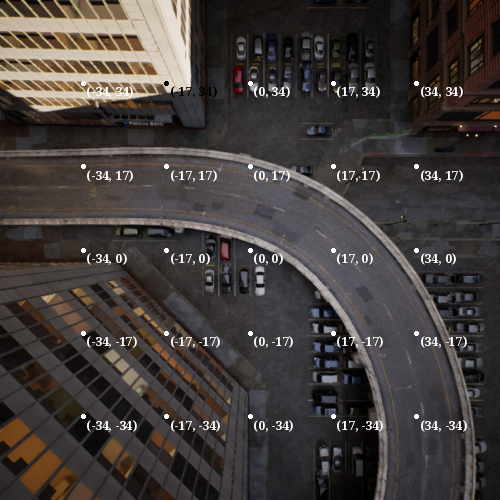 (-34, 34) (-17, 34) (0, 34) (17, 34) (34, 34)
(-34, 17) (-17, 17) (0, 17) (17, 17) (34, 17)
(-34, 0) (-17, 0) (0, 0) (17, 0) (34, 0)
(-34, -17) (-17, -17) (0, -17) (17, -17) (34, -17)
(-34, -34) (-17, -34) (0, -34) (17, -34) (34, -34)